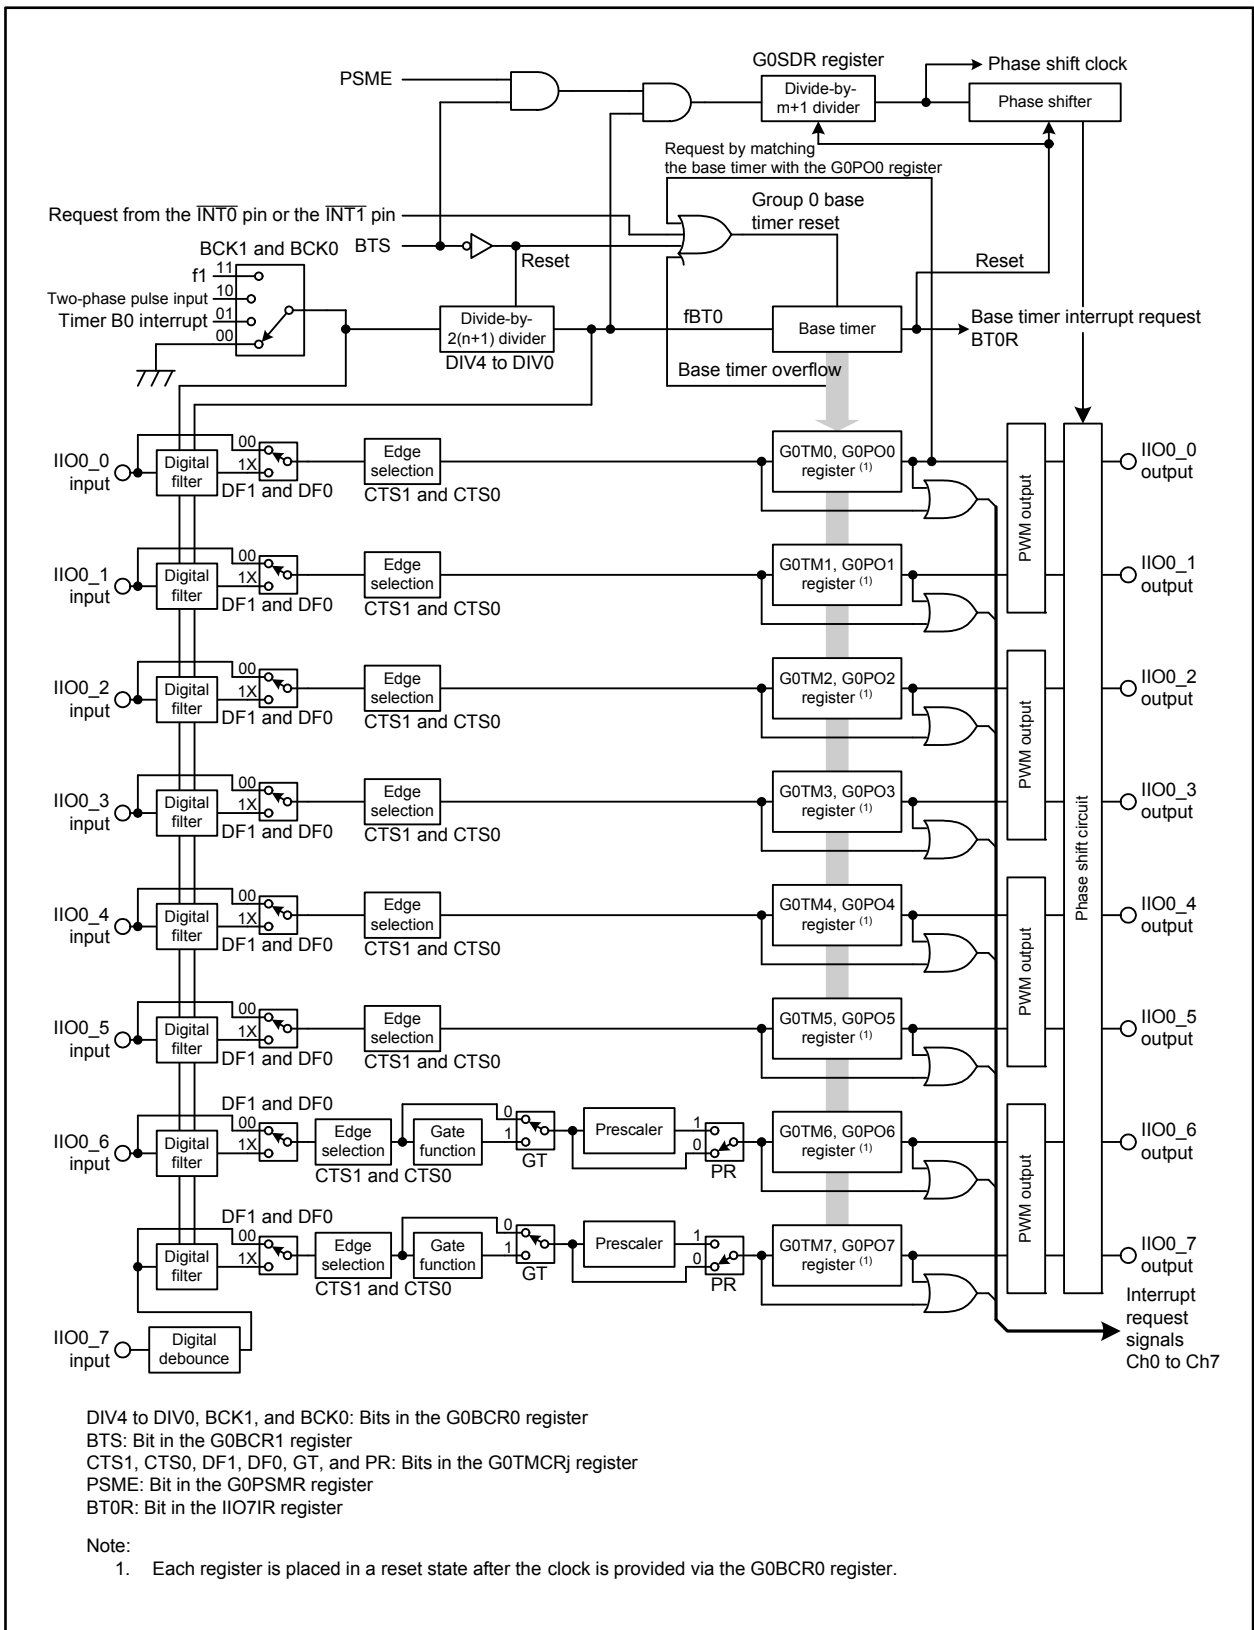 G0SDR register
PSME
Divide-by-
m+1 divider
Phase shift clock
Phase shifter
Request by matching
the base timer with the G0PO0 register
Request from the INT0 pin or the INT1 pin
Group 0 base
timer reset
BTS
BCK1 and BCK0
Reset
Reset
f1
11
Two-phase pulse input
10
Timer B0 interrupt
01
00
Divide-by-
2(n+1) divider
DIV4 to DIV0
fBT0
Base timer
Base timer interrupt request
BT0R
Base timer overflow
IIO0_0
input
Digital
filter
00
1X
DF1 and DF0
Edge
selection
CTS1 and CTS0
G0TM0, G0PO0
register (1)
PWM output
Phase shift circuit
IIO0_0
output
IIO0_1
input
Digital
filter
00
1X
DF1 and DF0
Edge
selection
CTS1 and CTS0
G0TM1, G0PO1
register (1)
IIO0_1
output
IIO0_2
input
Digital
filter
00
1X
DF1 and DF0
Edge
selection
CTS1 and CTS0
G0TM2, G0PO2
register (1)
PWM output
IIO0_2
output
IIO0_3
input
Digital
filter
00
1X
DF1 and DF0
Edge
selection
CTS1 and CTS0
G0TM3, G0PO3
register (1)
IIO0_3
output
IIO0_4
input
Digital
filter
00
1X
DF1 and DF0
Edge
selection
CTS1 and CTS0
G0TM4, G0PO4
register (1)
PWM output
IIO0_4
output
IIO0_5
input
Digital
filter
00
1X
DF1 and DF0
Edge
selection
CTS1 and CTS0
G0TM5, G0PO5
register (1)
IIO0_5
output
IIO0_6
input
Digital
filter
DF1 and DF0
00
1X
Edge
selection
CTS1 and CTS0
Gate
function
0
1
GT
Prescaler
1
0
PR
G0TM6, G0PO6
register (1)
PWM output
IIO0_6
output
Digital
filter
DF1 and DF0
00
1X
Edge
selection
CTS1 and CTS0
Gate
function
0
1
GT
Prescaler
1
0
PR
G0TM7, G0PO7
register (1)
IIO0_7
output
IIO0_7
input
Digital
debounce
Interrupt
request
signals
Ch0 to Ch7
DIV4 to DIV0, BCK1, and BCK0: Bits in the G0BCR0 register
BTS: Bit in the G0BCR1 register
CTS1, CTS0, DF1, DF0, GT, and PR: Bits in the G0TMCRj register
PSME: Bit in the G0PSMR register
BT0R: Bit in the IIO7IR register
Note:
1. Each register is placed in a reset state after the clock is provided via the G0BCR0 register.